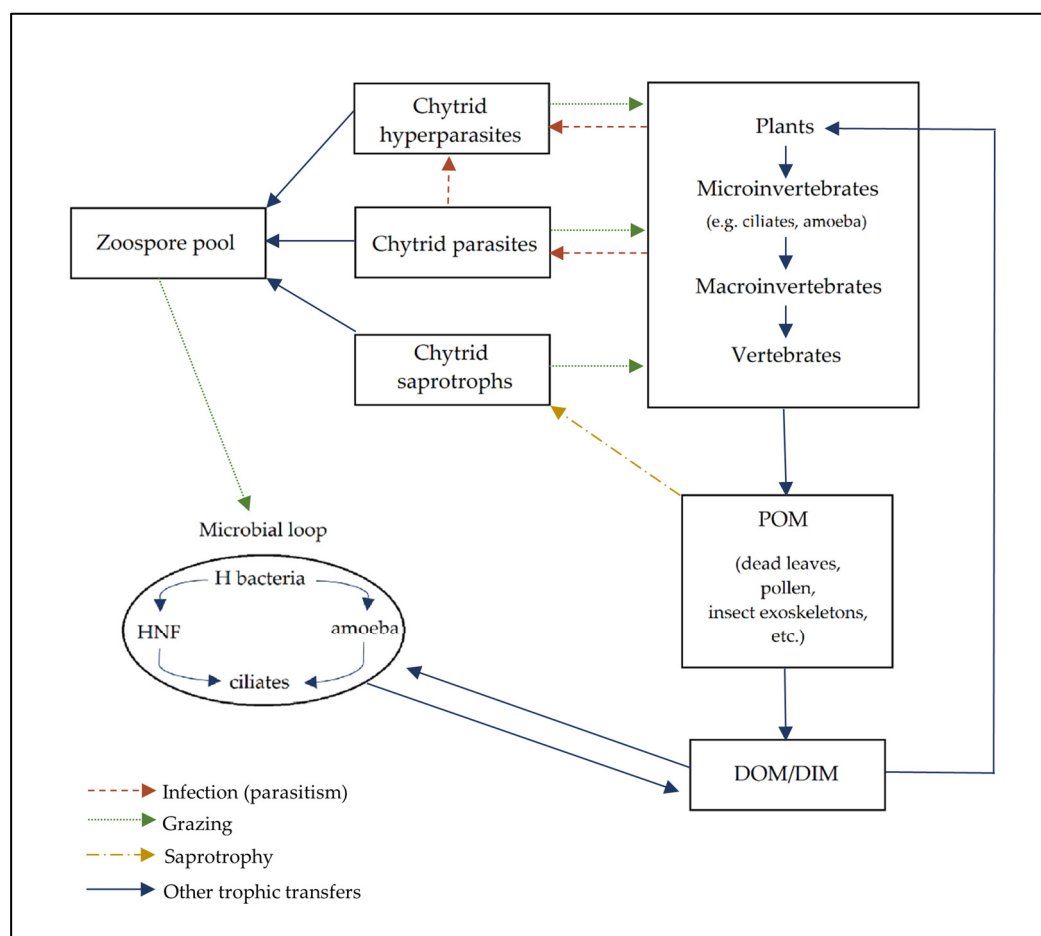 Chytrid
hyperparasites
Plants
Microinvertebrates
(e.g. ciliates, amoeba)
Zoospore pool
Chytrid parasites
Macroinvertebrates
Vertebrates
Chytrid
saprotrophs
POM
(dead leaves,
pollen,
insect exoskeletons,
etc.)
Microbial loop
H bacteria
HNF
amoeba
ciliates
DOM/DIM
Infection (parasitism)
Grazing
Saprotrophy
Other trophic transfers